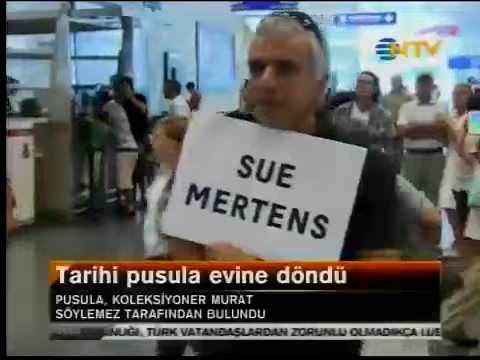 NTV
SUE
MERTENS
Tarihi pusula evine döndü
PUSULA, KOLEKSİYONER MURAT
SÖYLEMEZ TARAFINDAN BULUNDU
TÜRK VATANDAŞLARDAN ZORUNLU OLMADIKÇA